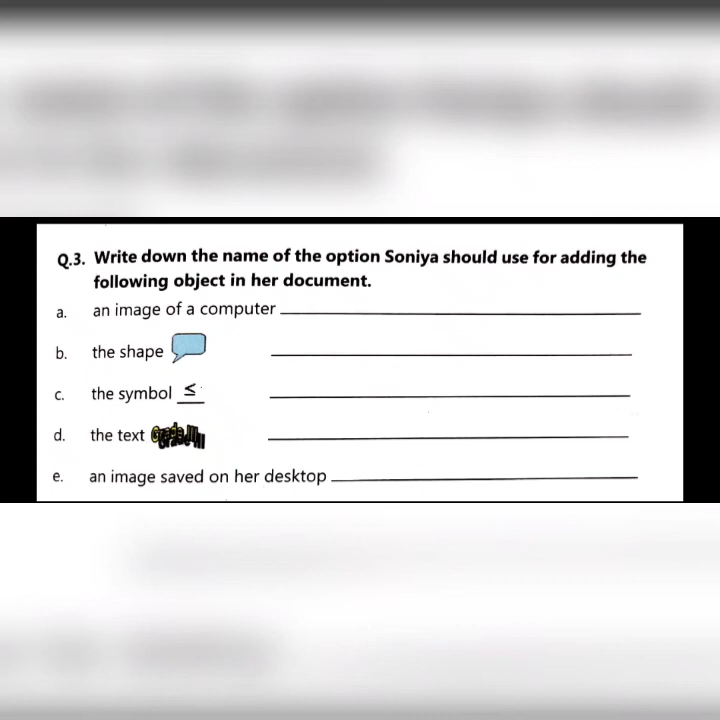 Q.3. Write down the name of the option Soniya should use for adding the
following object in her document.
a. an image of a computer
b. the shape
c. the symbol ≤
d. the text
e. an image saved on her desktop